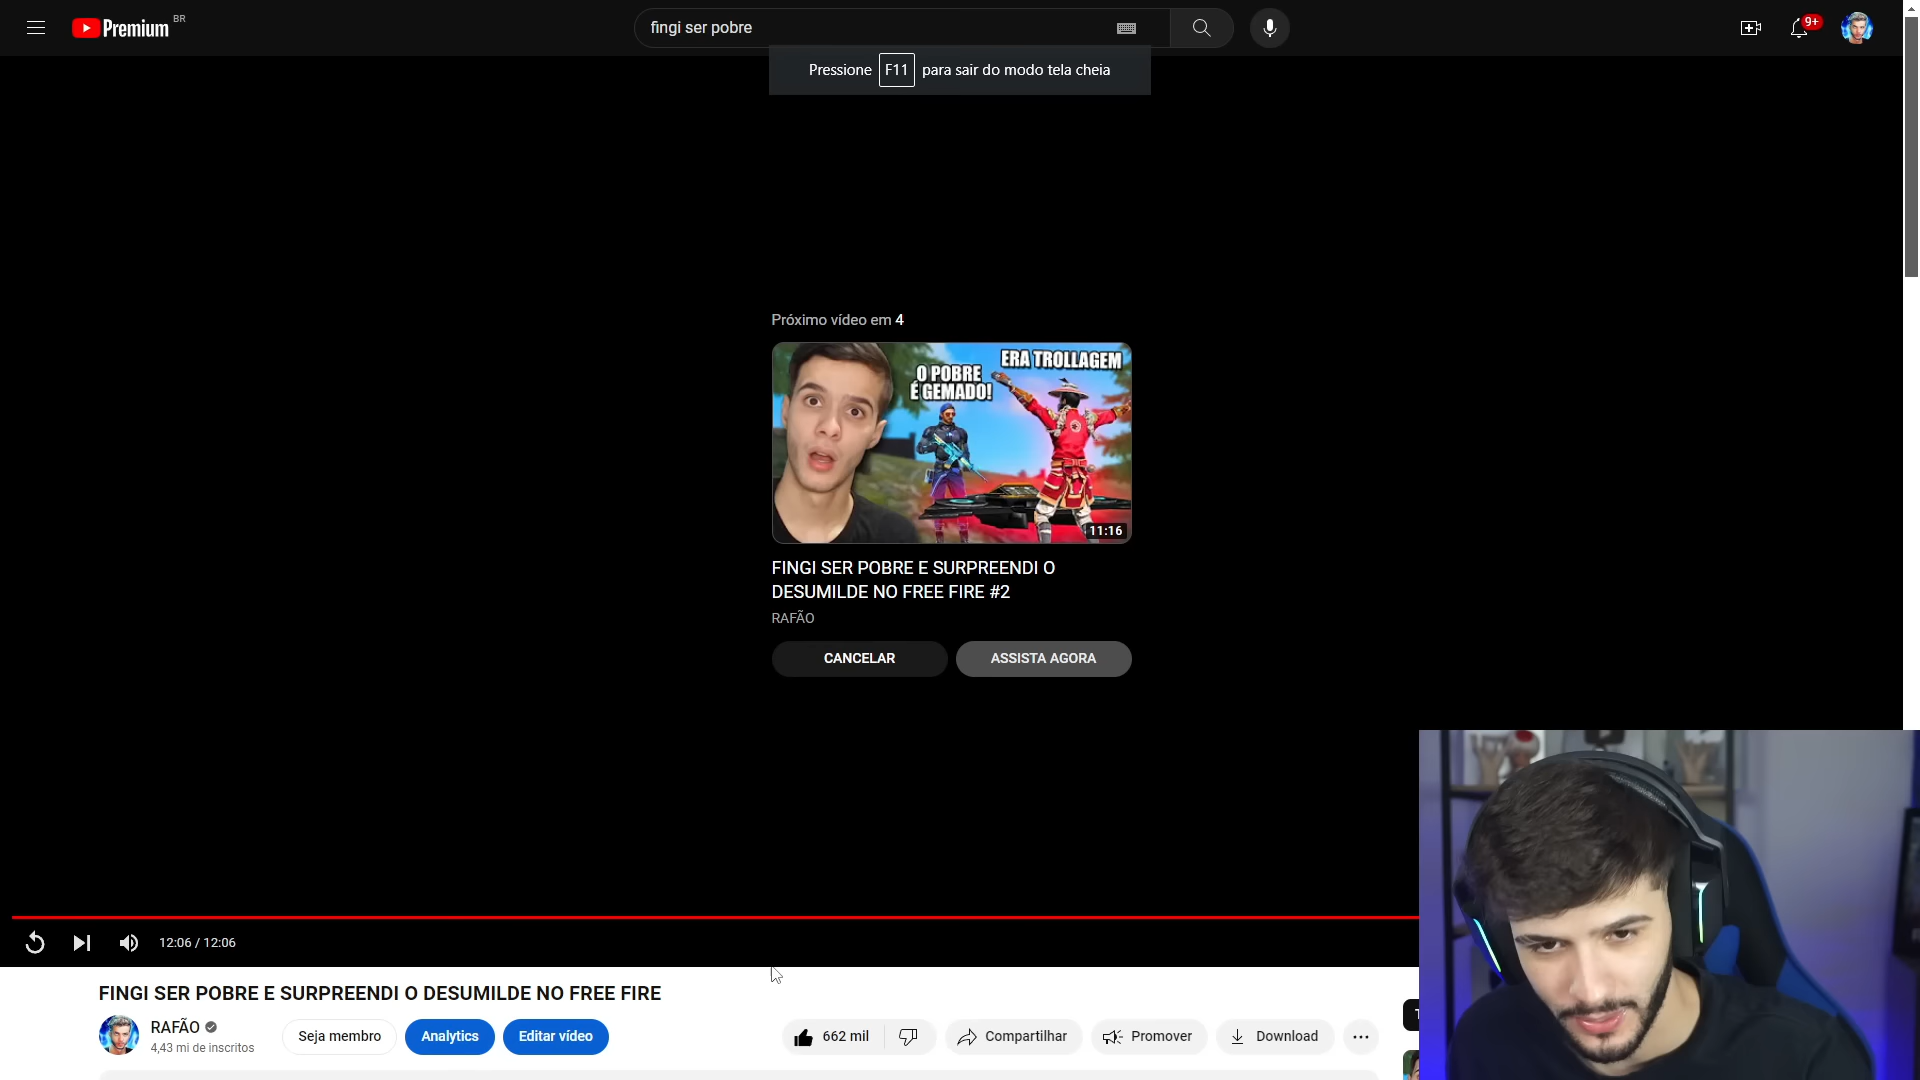 Premium BR
fingi ser pobre
9+
Pressione F11 para sair do modo tela cheia
Próximo vídeo em 4
ERA TROLLAGEM
O POBRE
É GEMADO!
11:16
FINGI SER POBRE E SURPREENDI O
DESUMILDE NO FREE FIRE #2
RAFÃO
CANCELAR
ASSISTA AGORA
12:06 / 12:06
FINGI SER POBRE E SURPREENDI O DESUMILDE NO FREE FIRE
RAFÃO
4,43 mi de inscritos
Seja membro
Analytics
Editar vídeo
662 mil
Compartilhar
Promover
Download